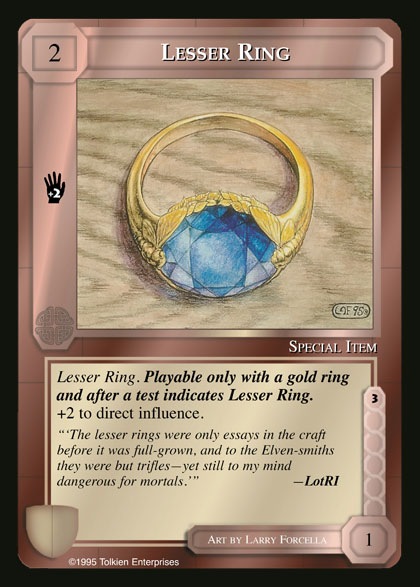 2
LESSER RING
+2
LOF 95
SPECIAL ITEM
Lesser Ring. Playable only with a gold ring
and after a test indicates Lesser Ring.
+2 to direct influence.
"‘The lesser rings were only essays in the craft
before it was full-grown, and to the Elven-smiths
they were but trifles—yet still to my mind
dangerous for mortals.’" —LotRI
3
ART BY LARRY FORCELLA
1
©1995 Tolkien Enterprises